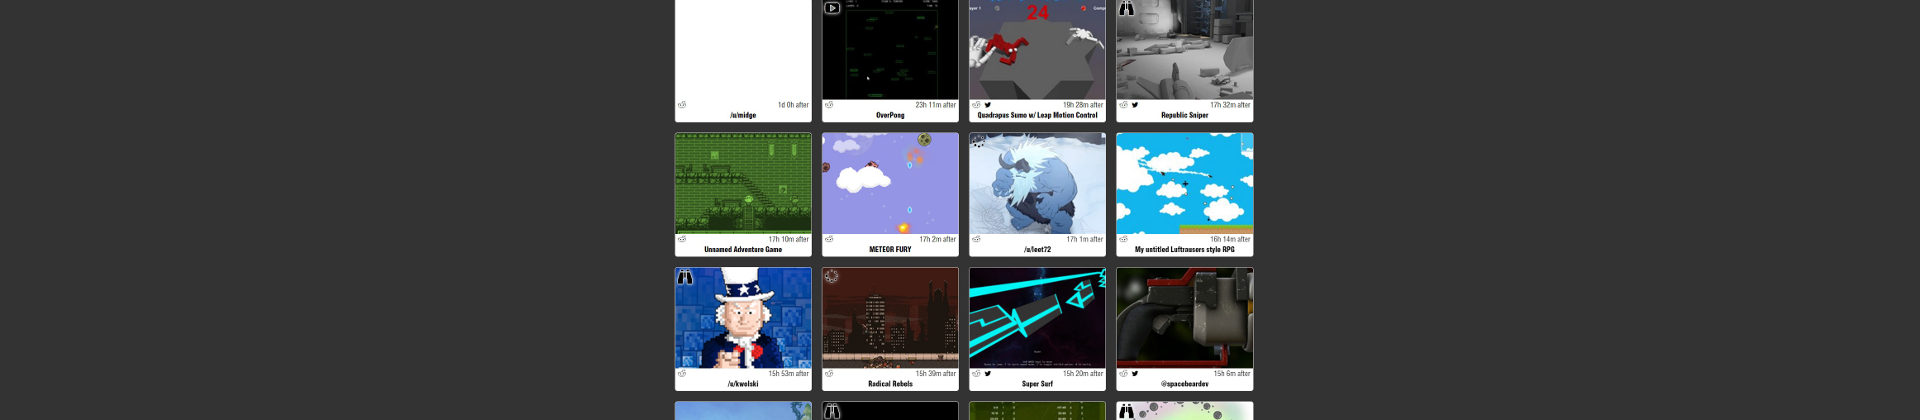 24
1d 0h after
/u/midge
23h 11m after
OverPong
19h 28m after
Quadrapus Sumo w/ Leap Motion Control
17h 32m after
Republic Sniper
17h 10m after
Unnamed Adventure Game
17h 2m after
METEOR FURY
17h 1m after
/u/leet72
16h 14m after
My untitled Luftrausers style RPG
15h 53m after
/u/kwolski
15h 39m after
Radical Rebels
15h 20m after
Super Surf
15h 6m after
@spacebeardev